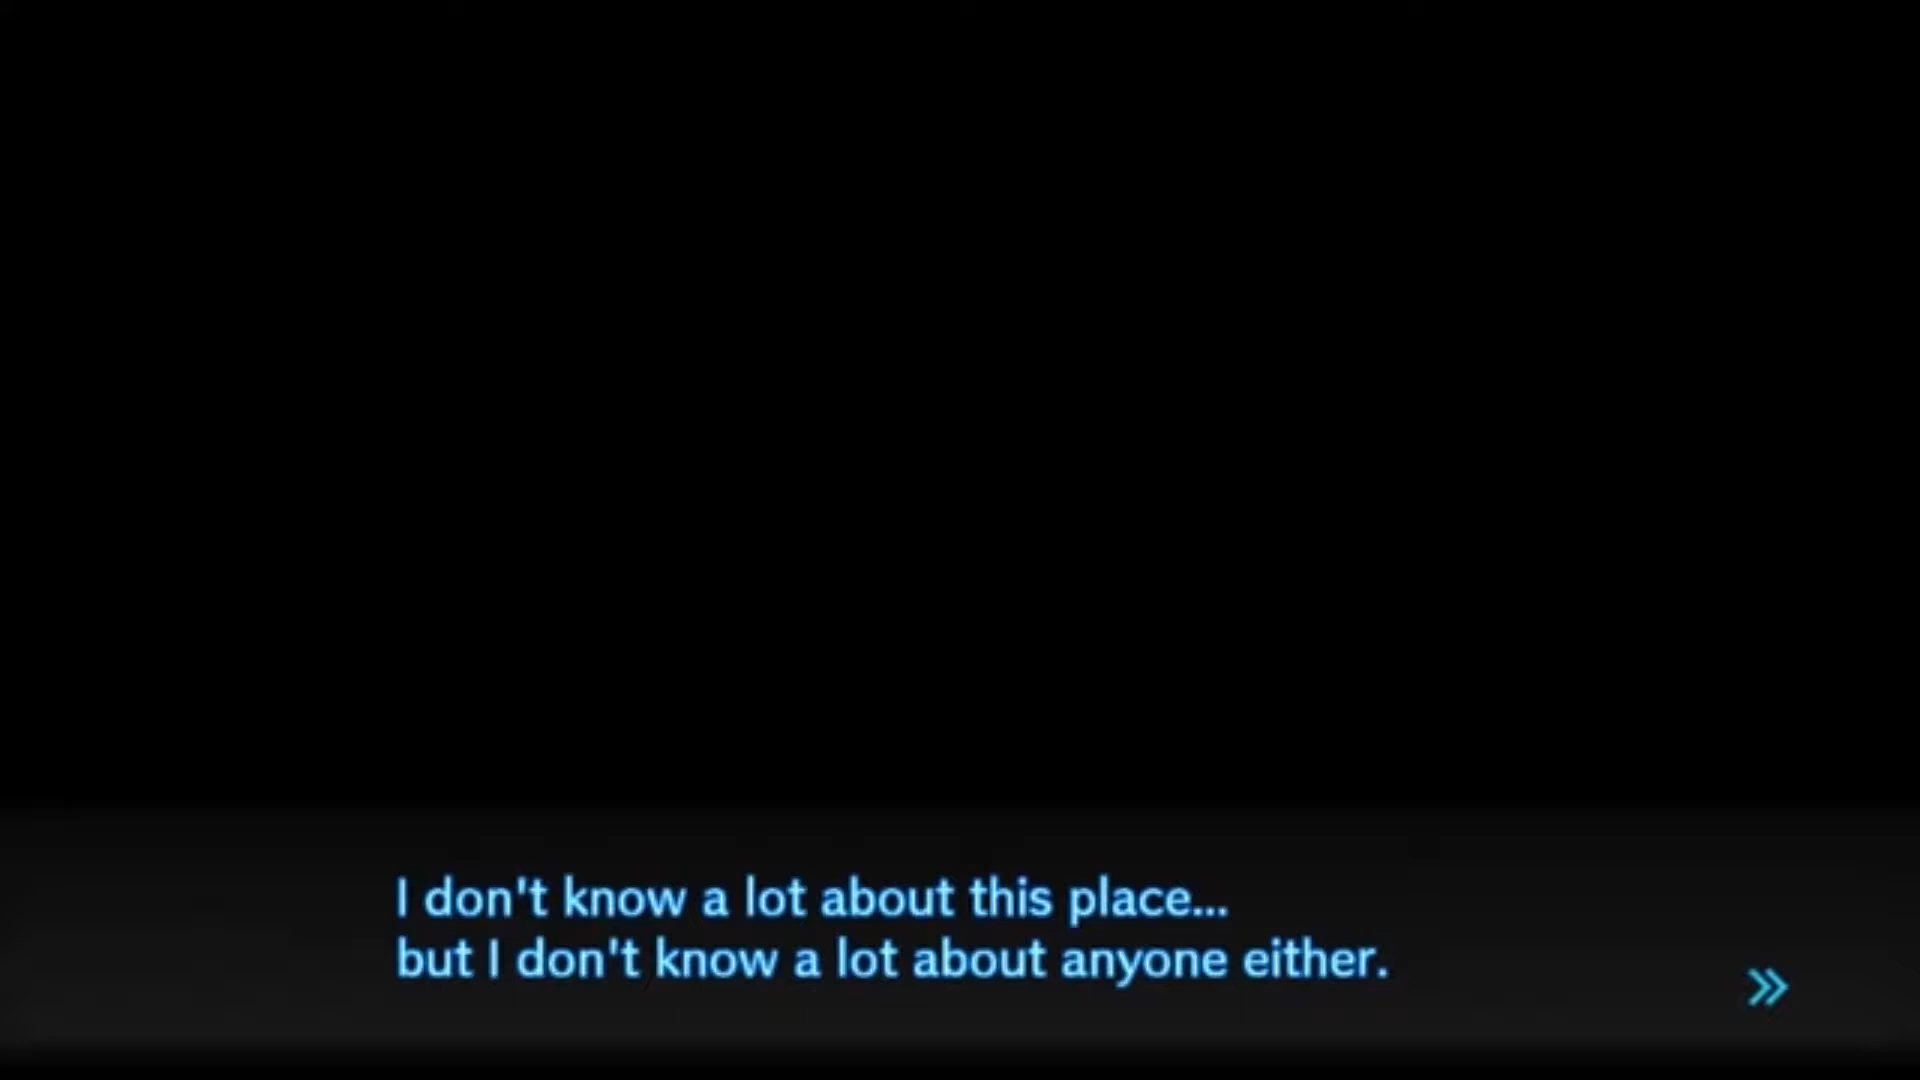 I don't know a lot about this place...
but I don't know a lot about anyone either.